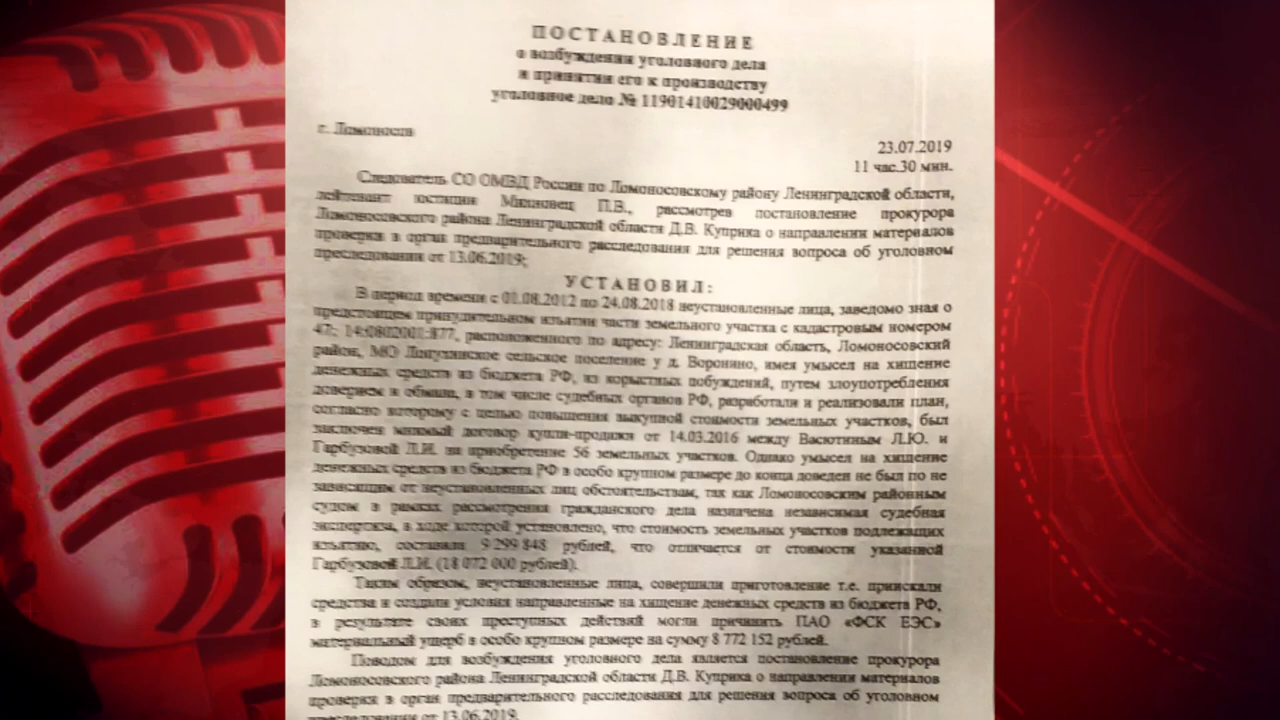 ПОСТАНОВЛЕНИЕ
о возбуждении уголовного дела
и принятии его к производству
уголовное дело № 11901410029000499
г. Ломоносов
23.07.2019
11 час.30 мин.
Следователь СО ОМВД России по Ломоносовскому району Ленинградской области,
лейтенант юстиции П.В., рассмотрев постановление прокурора
Ломоносовского района Ленинградской области Д.В. Куприка о направлении материалов
проверки в орган предварительного расследования для решения вопроса об уголовном
преследовании от 13.06.2019;
УСТАНОВИЛ:
В период времени с 01.08.2012 по 24.08.2018 неустановленные лица, заведомо зная о
предстоящем принудительном изъятии части земельного участка с кадастровым номером
47:; 14:0802001:877, расположенного по адресу: Ленинградская область, Ломоносовский
район, МО Лопухинское сельское поселение у д. Воронино, имея умысел на хищение
денежных средств из бюджета РФ, из корыстных побуждений, путем злоупотребления
доверием и обмана, в том числе судебных органов РФ, разработали и реализовали план,
согласно которому с целью повышения выкупной стоимости земельных участков, был
заключен мнимый договор купли-продажи от 14.03.2016 между Васютиным Л.Ю. и
Гарбузовой Л.И. на приобретение 56 земельных участков. Однако умысел на хищение
денежных средств из бюджета РФ в особо крупном размере до конца доведен не был по не
зависящим от неустановленных лиц обстоятельствам, так как Ломоносовским районным
судом в рамках рассмотрения гражданского дела назначена независимая судебная
экспертиза, в ходе которой установлено, что стоимость земельных участков подлежащих
изъятию, составила 9 299 848 рублей, что отличается от стоимости указанной
Гарбузовой Л.И. (18 072 000 рублей).
Таким образом, неустановленные лица, совершили приготовление т.е. приискали
средства и создали условия направленные на хищение денежных средств из бюджета РФ,
в результате своих преступных действий могли причинить ПАО «ФСК ЕЭС»
материальный ущерб в особо крупном размере на сумму 8 772 152 рублей.
Поводом для возбуждения уголовного дела является постановление прокурора
Ломоносовского района Ленинградской области Д.В. Куприка о направлении материалов
проверки в орган предварительного расследования для решения вопроса об уголовном
преследовании от 13.06.2019.